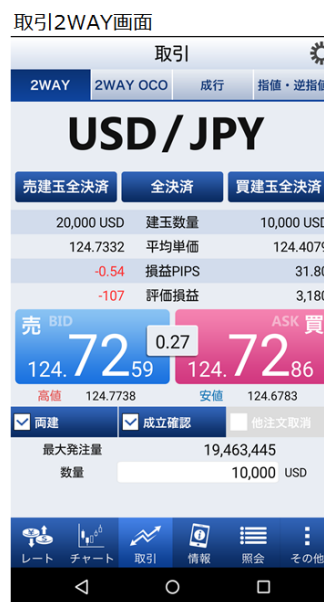 取引2WAY画面
取引
2WAY 2WAY OCO 成行 指値・逆指値
USD/JPY
売建玉全決済 全決済 買建玉全決済
20,000 USD 建玉数量 10,000 USD
124.7332 平均単価 124.4079
-0.54 損益PIPS 31.80
-107 評価損益 3,180
売 BID ASK 買
124.7259 0.27 124.7286
高値 124.7738 安値 124.6783
両建 成立確認 他注文取消
最大発注量 19,463,445
数量 10,000 USD
レート チャート 取引 情報 照会 その他